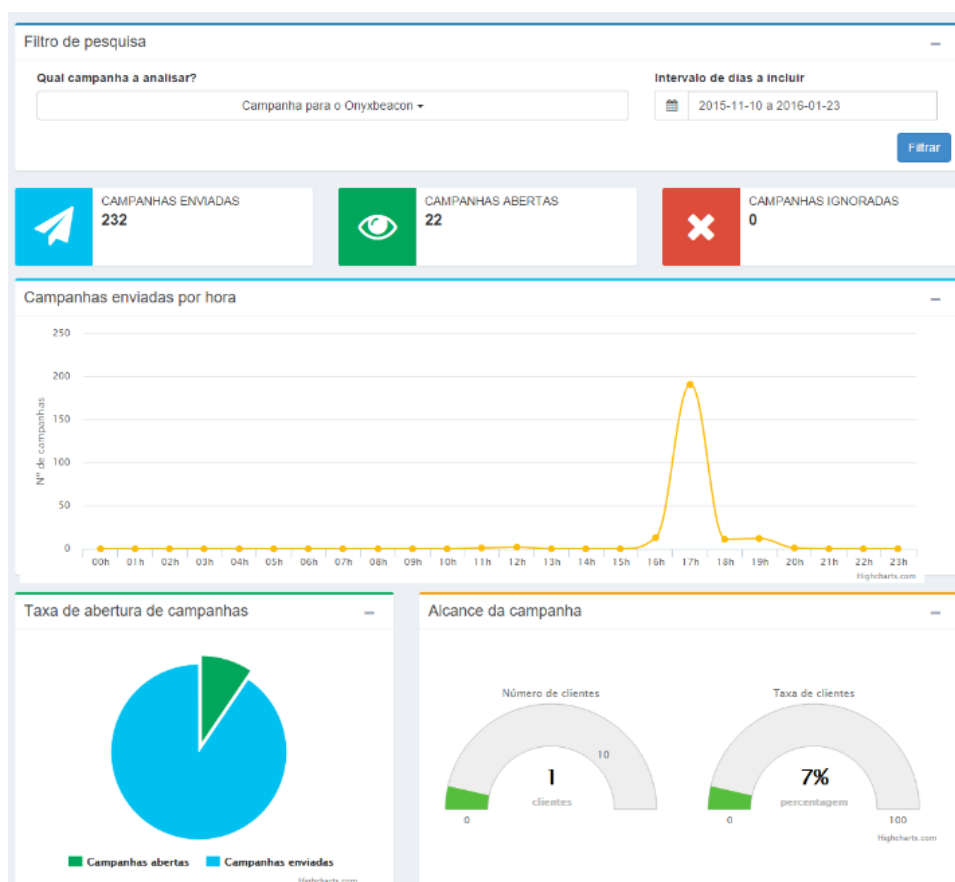 Filtro de pesquisa
Qual campanha a analisar?
Intervalo de dias a incluir
Campanha para o Onyxbeacon
2015-11-10 a 2016-01-23
Filtrar
CAMPANHAS ENVIADAS
232
CAMPANHAS ABERTAS
22
CAMPANHAS IGNORADAS
0
Campanhas enviadas por hora
250
200
150
100
50
0
Nº de campanhas
00h 01h 02h 03h 04h 05h 06h 07h 08h 09h 10h 11h 12h 13h 14h 15h 16h 17h 18h 19h 20h 21h 22h 23h
Highcharts.com
Taxa de abertura de campanhas
Campanhas abertas Campanhas enviadas
Highcharts.com
Alcance da campanha
Número de clientes
10
1
clientes
0
Taxa de clientes
7%
percentagem
0 100
Highcharts.com